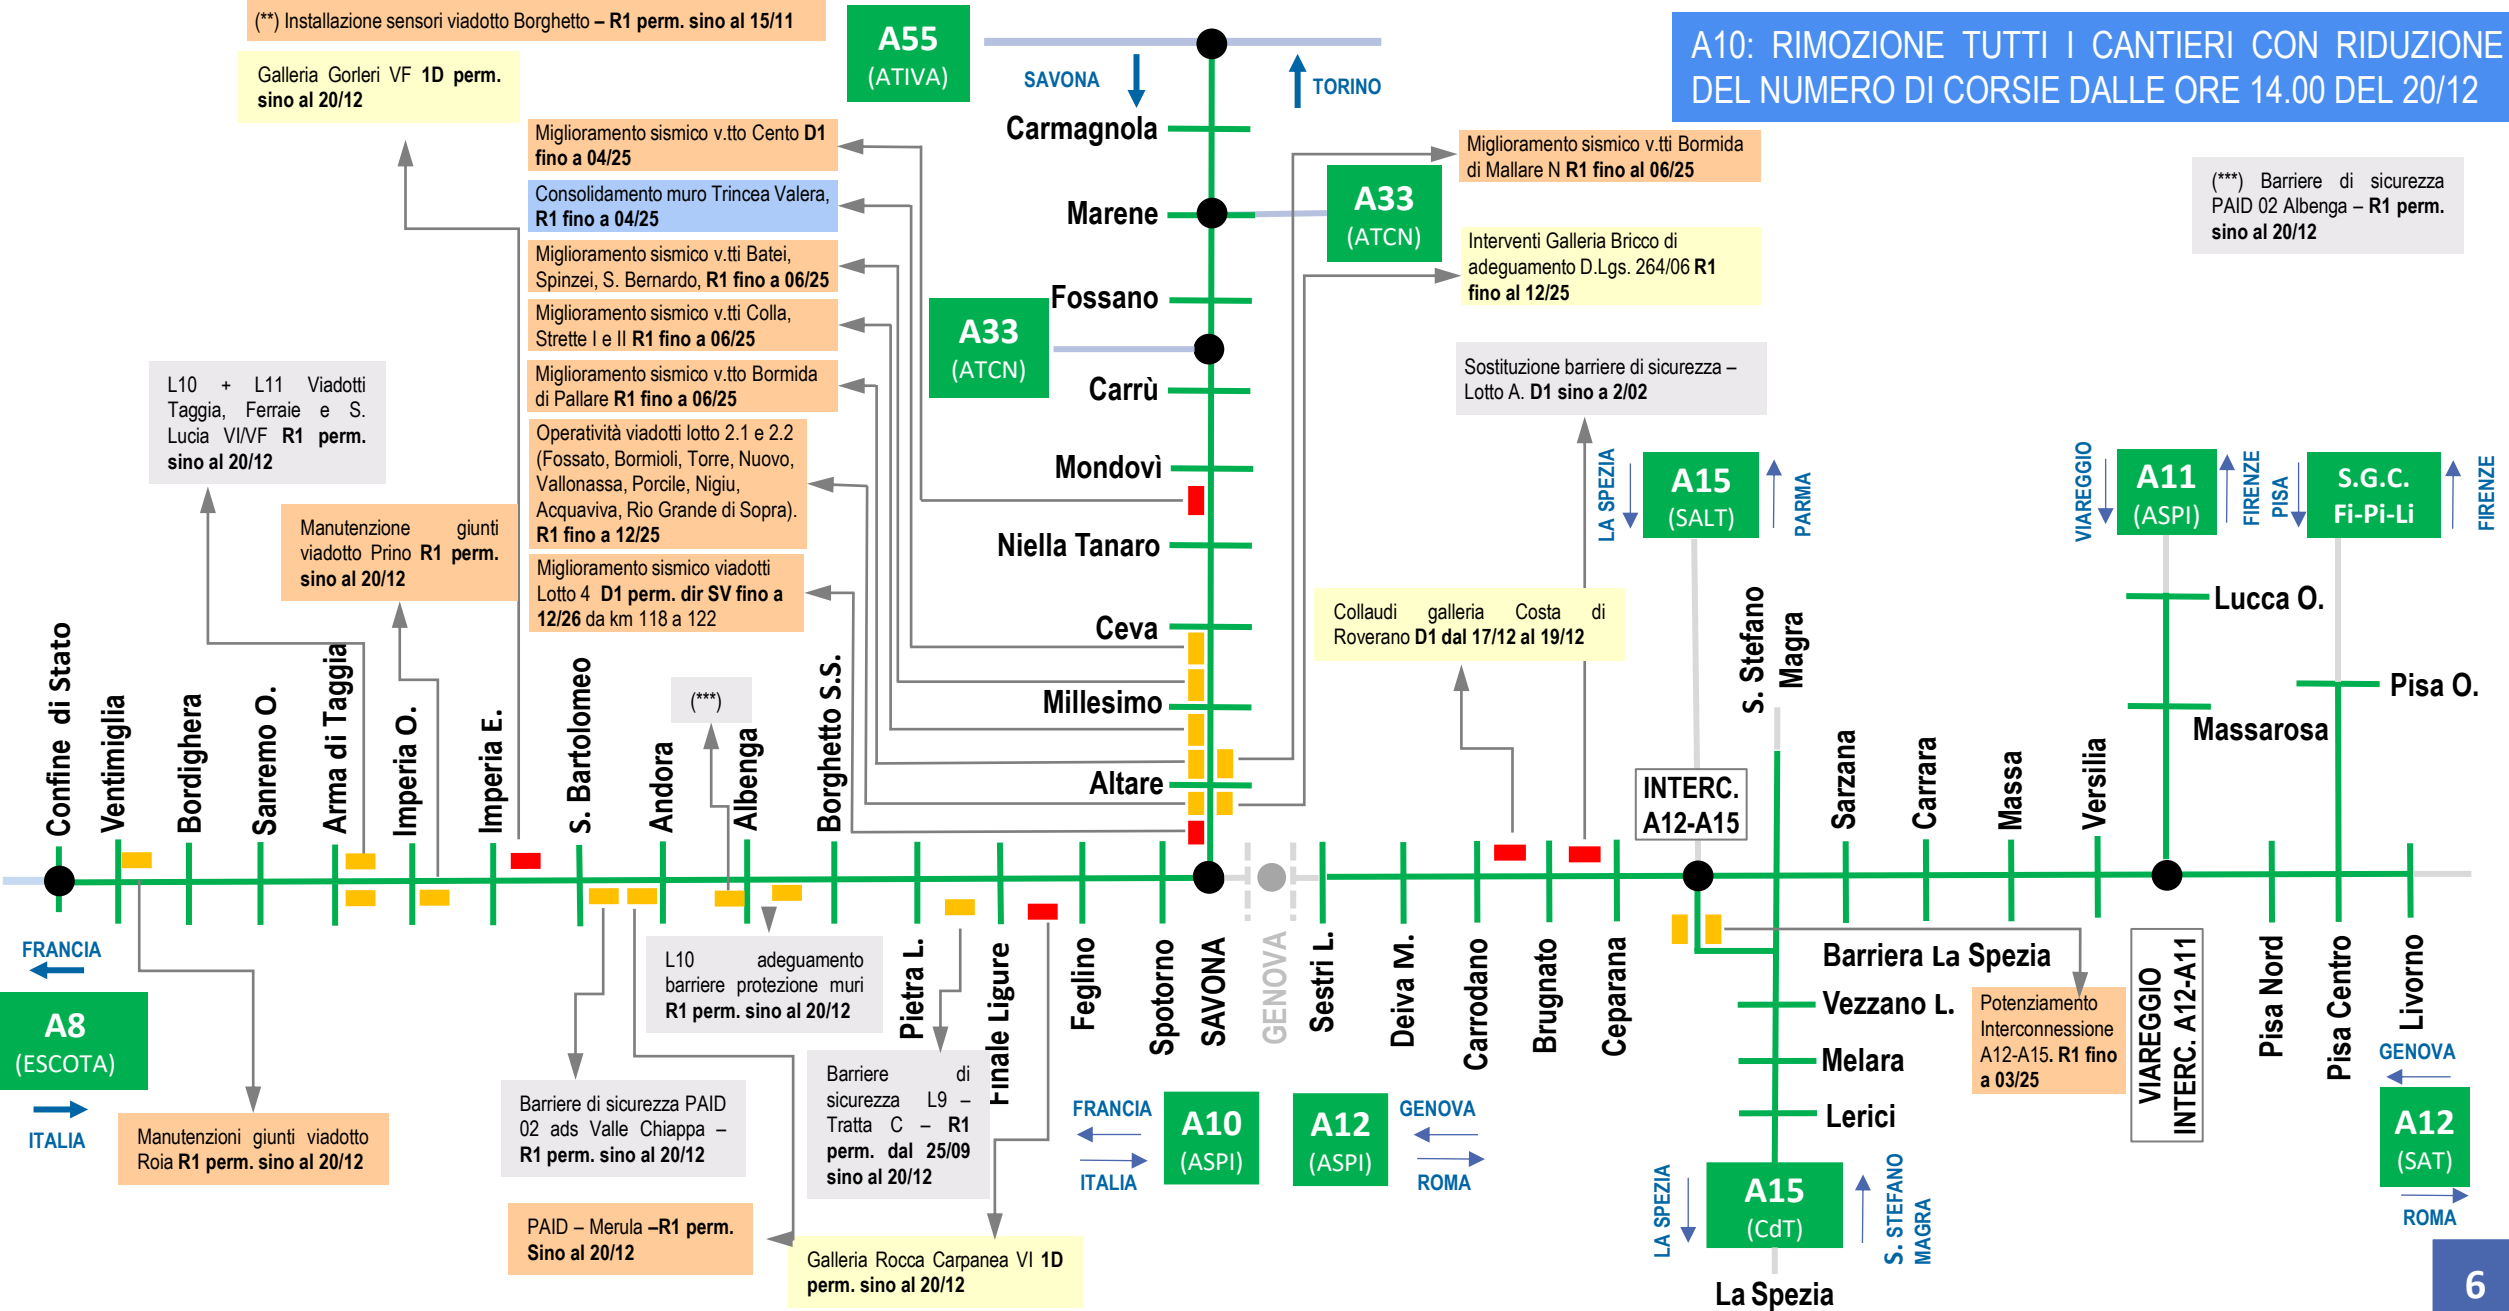 (**) Installazione sensori viadotto Borghetto – R1 perm. sino al 15/11
Galleria Gorleri VF 1D perm.
sino al 20/12
A55
(ATIVA)
SAVONA
TORINO
A10: RIMOZIONE TUTTI I CANTIERI CON RIDUZIONE
DEL NUMERO DI CORSIE DALLE ORE 14.00 DEL 20/12
Miglioramento sismico v.tto Cento D1
fino a 04/25
Consolidamento muro Trincea Valera,
R1 fino a 04/25
Miglioramento sismico v.tti Batei,
Spinzei, S. Bernardo, R1 fino a 06/25
Miglioramento sismico v.tti Colla,
Strette I e II R1 fino a 06/25
Miglioramento sismico v.tto Bormida
di Pallare R1 fino a 06/25
Operatività viadotti lotto 2.1 e 2.2
(Fossato, Bormioli, Torre, Nuovo,
Vallonassa, Porcile, Nigiu,
Acquaviva, Rio Grande di Sopra).
R1 fino a 12/25
Miglioramento sismico viadotti
Lotto 4 D1 perm. dir SV fino a
12/26 da km 118 a 122
Carmagnola
Marene
Fossano
Carrù
Mondovì
Niella Tanaro
Ceva
Millesimo
Altare
A33
(ATCN)
A33
(ATCN)
Miglioramento sismico v.tti Bormida
di Mallare N R1 fino al 06/25
Interventi Galleria Bricco di
adeguamento D.Lgs. 264/06 R1
fino al 12/25
(***) Barriere di sicurezza
PAID 02 Albenga – R1 perm.
sino al 20/12
L10 + L11 Viadotti
Taggia, Ferraie e S.
Lucia VI/VF R1 perm.
sino al 20/12
Manutenzione giunti
viadotto Prino R1 perm.
sino al 20/12
Sostituzione barriere di sicurezza –
Lotto A. D1 sino a 2/02
Collaudi galleria Costa di
Roverano D1 dal 17/12 al 19/12
LA SPEZIA
A15
(SALT)
PARMA
VIAREGGIO
A11
(ASPI)
FIRENZE
PISA
S.G.C.
Fi-Pi-Li
FIRENZE
Lucca O.
Massarosa
Pisa O.
(***)
Confine di Stato
Ventimiglia
Bordighera
Sanremo O.
Arma di Taggia
Imperia O.
Imperia E.
S. Bartolomeo
Andora
Albenga
Borghetto S.S.
Pietra L.
Finale Ligure
Feglino
Spotorno
SAVONA
GENOVA
Sestri L.
Deiva M.
Carrodano
Brugnato
Ceparana
INTERC.
A12-A15
S. Stefano
Magra
Sarzana
Carrara
Massa
Versilia
VIAREGGIO
INTERC. A12-A11
Pisa Nord
Pisa Centro
Livorno
Barriera La Spezia
Vezzano L.
Melara
Lerici
La Spezia
FRANCIA
A8
(ESCOTA)
ITALIA
Manutenzioni giunti viadotto
Roia R1 perm. sino al 20/12
L10 adeguamento
barriere protezione muri
R1 perm. sino al 20/12
Barriere di sicurezza PAID
02 ads Valle Chiappa –
R1 perm. sino al 20/12
Barriere di
sicurezza L9 –
Tratta C – R1
perm. dal 25/09
sino al 20/12
PAID – Merula –R1 perm.
Sino al 20/12
Galleria Rocca Carpanea VI 1D
perm. sino al 20/12
FRANCIA
A10
(ASPI)
ITALIA
A12
(ASPI)
GENOVA
ROMA
Potenziamento
Interconnessione
A12-A15. R1 fino
a 03/25
LA SPEZIA
A15
(CdT)
S. STEFANO
MAGRA
GENOVA
A12
(SAT)
ROMA
6